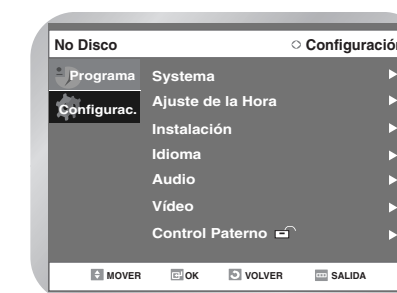 No Disco Configuración
Programa
Configurac.
Systema
Ajuste de la Hora
Instalación
Idioma
Audio
Vídeo
Control Paterno
MOVER OK VOLVER SALIDA